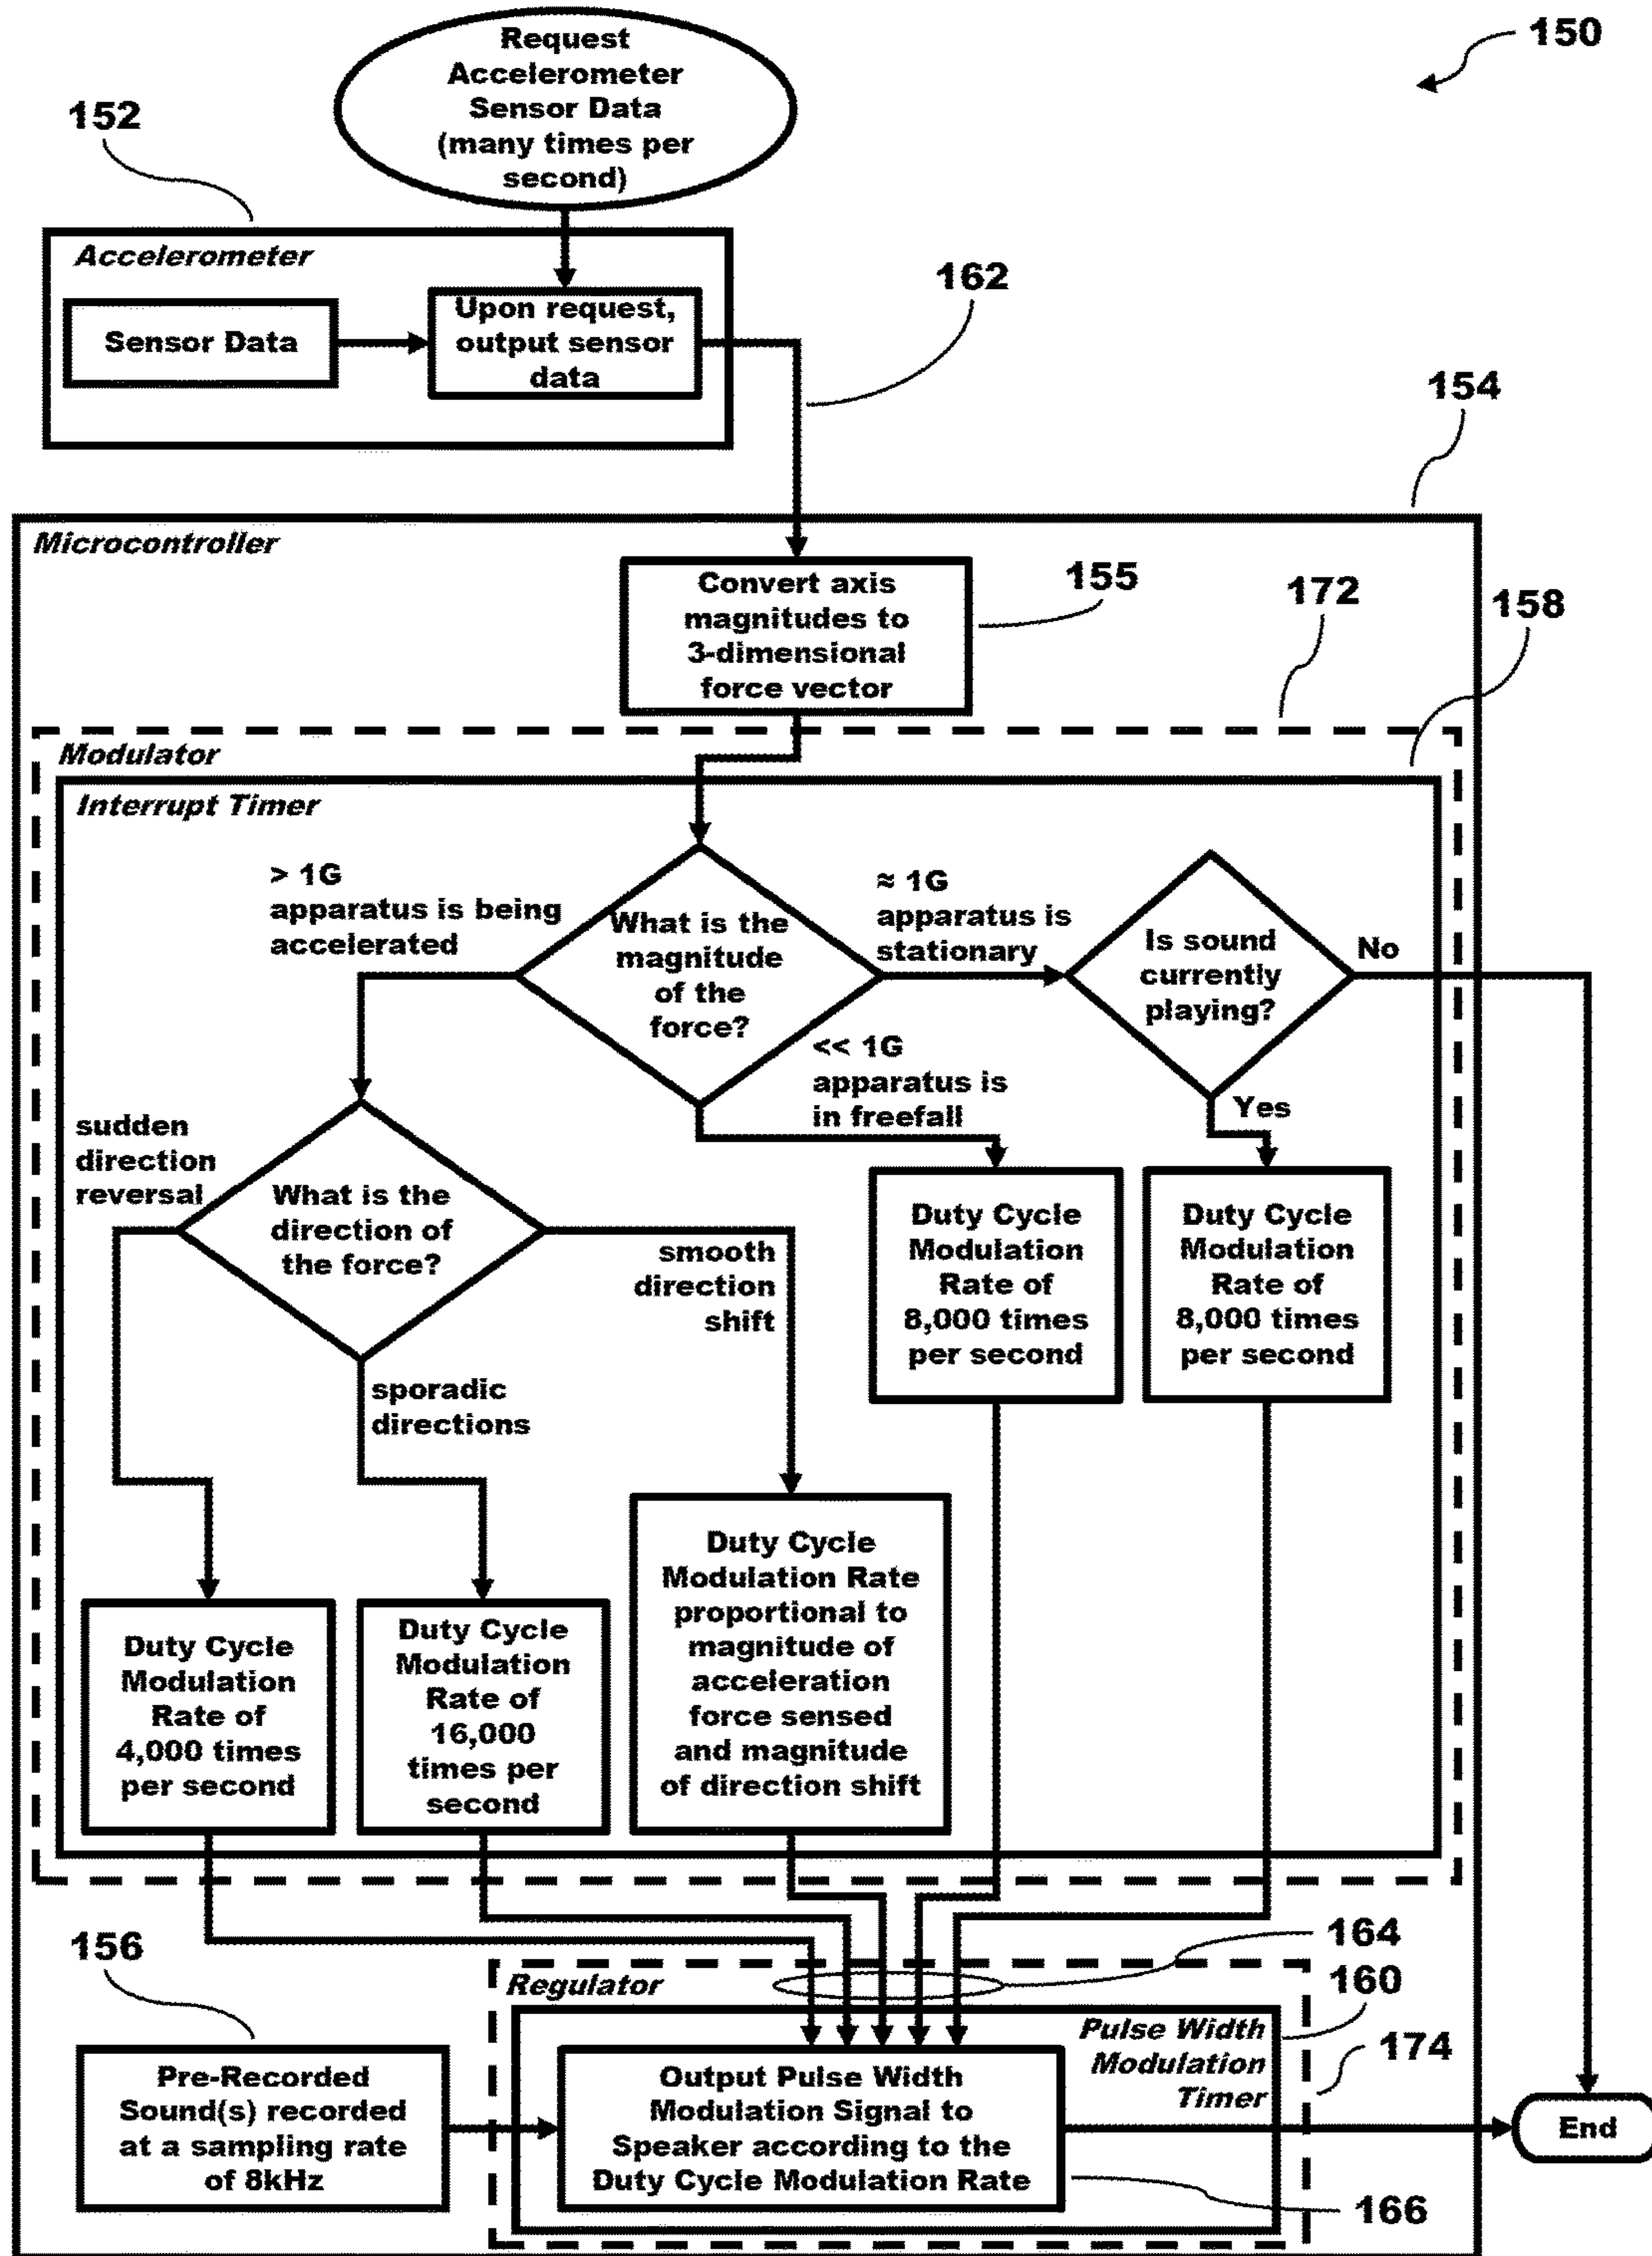 150
Request
Accelerometer
Sensor Data
(many times per
second)
152
Accelerometer
Sensor Data
Upon request,
output sensor
data
162
154
Microcontroller
Convert axis
magnitudes to
3-dimensional
force vector
155
172
158
Modulator
Interrupt Timer
> 1G
apparatus is being
accelerated
What is the
magnitude
of the
force?
≈ 1G
apparatus is
stationary
Is sound
currently
playing?
No
<< 1G
apparatus is
in freefall
Yes
sudden
direction
reversal
What is the
direction of
the force?
smooth
direction
shift
sporadic
directions
Duty Cycle
Modulation
Rate of
8,000 times
per second
Duty Cycle
Modulation
Rate of
8,000 times
per second
Duty Cycle
Modulation
Rate of
4,000 times
per second
Duty Cycle
Modulation
Rate of
16,000
times per
second
Duty Cycle
Modulation Rate
proportional to
magnitude of
acceleration
force sensed
and magnitude
of direction shift
156
164
Regulator
160
Pulse Width
Modulation
Timer
174
Pre-Recorded
Sound(s) recorded
at a sampling rate
of 8kHz
Output Pulse Width
Modulation Signal to
Speaker according to the
Duty Cycle Modulation Rate
End
166